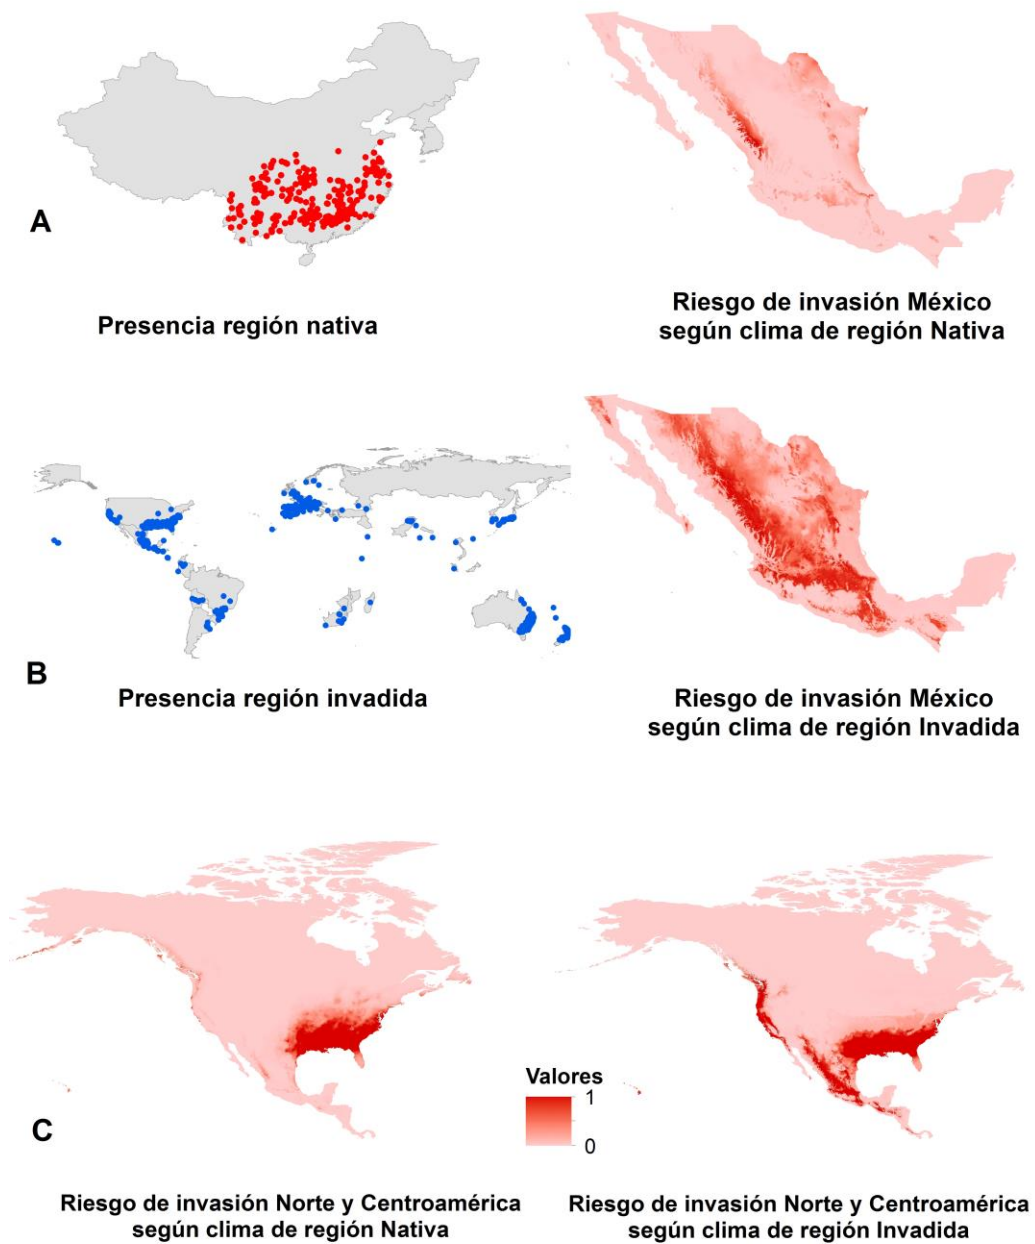 A
Presencia región nativa
Riesgo de invasión México
según clima de región Nativa
B
Presencia región invadida
Riesgo de invasión México
según clima de región Invadida
Valores
1
0
C
Riesgo de invasión Norte y Centroamérica
según clima de región Nativa
Riesgo de invasión Norte y Centroamérica
según clima de región Invadida